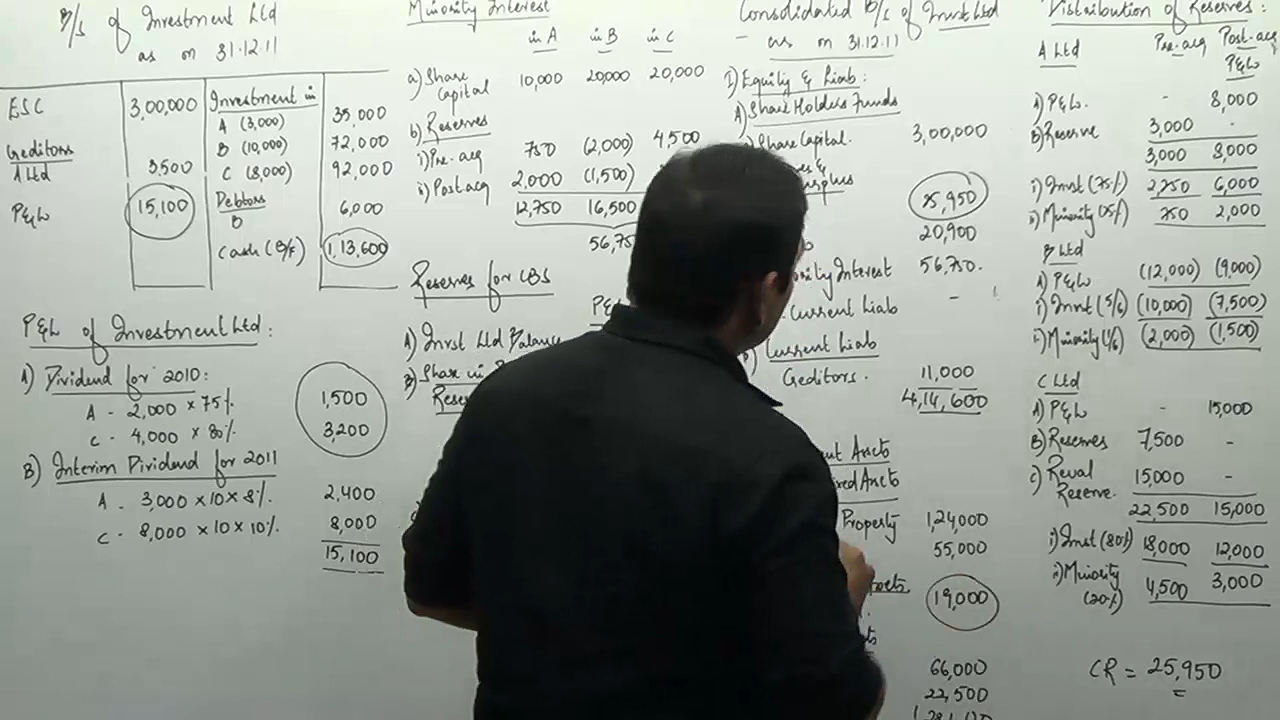 B/s of Investment Ltd
as on 31.12.11
ESC 3,00,000 Investment in
A (3,000) 35,000
B (10,000) 72,000
Creditors
A Ltd 3,500 C (8,000) 92,000
P&L 15,100 Debtors
B 6,000
Cash (B/F) 1,13,600
P&L of Investment Ltd:
A) Dividend for 2010:
A - 2,000 × 75% 1,500
C - 4,000 × 80% 3,200
B) Interim Dividend for 2011
A - 3,000 × 10 × 8% 2,400
C - 8,000 × 10 × 10% 8,000
15,100
Minority Interest
in A in B in C
a) Share Capital 10,000 20,000 20,000
b) Reserves
i) Pre-acq 750 (2,000) 4,500
ii) Post acq 2,000 (1,500)
12,750 16,500
56,75
Reserves for CBS
A) Invst Ltd Balance
B) Share in
Consolidated B/s of Invest Ltd
as on 31.12.11
I) Equity & Liab:
A) Share Holders Funds
Share Capital. 3,00,000
&
25,950
20,900
Interest 56,750.
Current Liab -
Current Liab
Creditors. 11,000
4,14,600
Assets
Assets
Property 1,24,000
55,000
19,000
66,000
22,500
Distribution of Reserves:
A Ltd Pre-acq Post-acq
P&L
A) P&L. - 8,000
B) Reserve 3,000 -
3,000 8,000
i) Invst (75%) 2,250 6,000
ii) Minority (25%) 750 2,000
B Ltd
A) P&L (12,000) (9,000)
i) Invst (5/6) (10,000) (7,500)
ii) Minority (1/6) (2,000) (1,500)
C Ltd
A) P&L - 15,000
B) Reserves 7,500 -
C) Reval Reserve. 15,000 -
22,500 15,000
i) Invst (80%) 18,000 12,000
ii) Minority (20%) 4,500 3,000
CR = 25,950